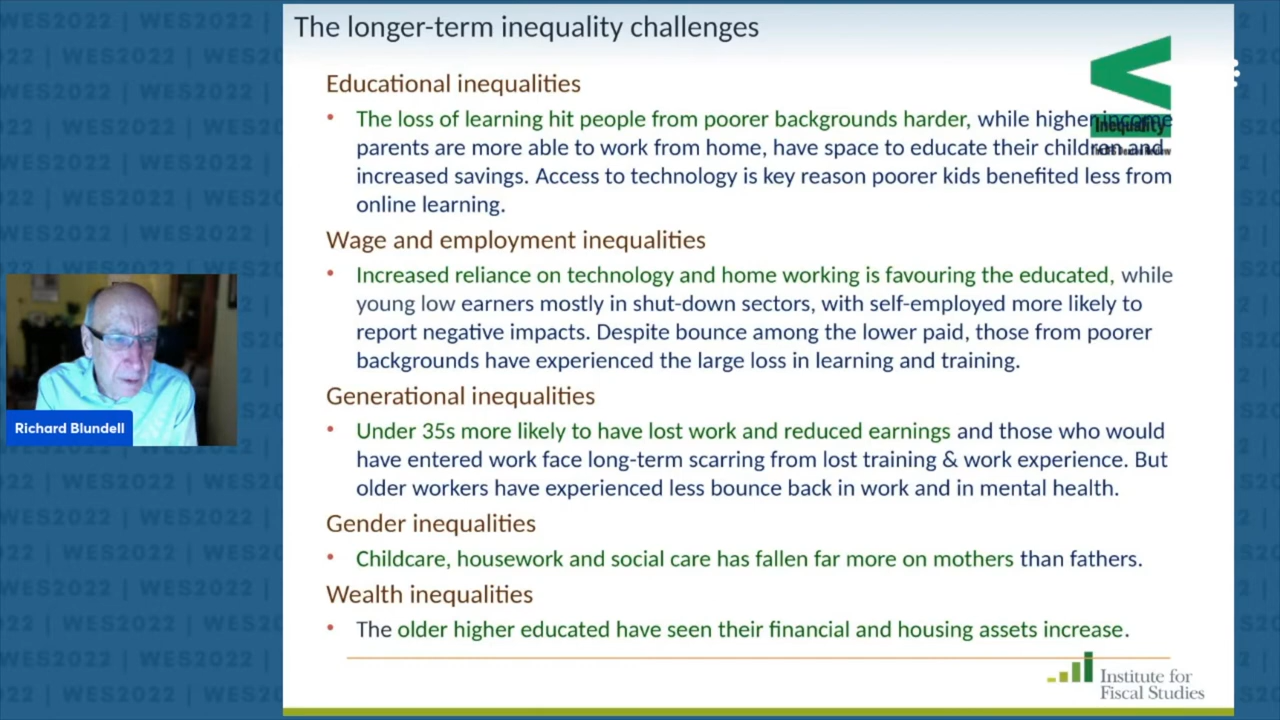 The longer-term inequality challenges
Educational inequalities
• The loss of learning hit people from poorer backgrounds harder, while higher income
parents are more able to work from home, have space to educate their children and
increased savings. Access to technology is key reason poorer kids benefited less from
online learning.
Inequality
Wage and employment inequalities
• Increased reliance on technology and home working is favouring the educated, while
young low earners mostly in shut-down sectors, with self-employed more likely to
report negative impacts. Despite bounce among the lower paid, those from poorer
backgrounds have experienced the large loss in learning and training.
Generational inequalities
• Under 35s more likely to have lost work and reduced earnings and those who would
have entered work face long-term scarring from lost training & work experience. But
older workers have experienced less bounce back in work and in mental health.
Gender inequalities
• Childcare, housework and social care has fallen far more on mothers than fathers.
Wealth inequalities
• The older higher educated have seen their financial and housing assets increase.
Institute for
Fiscal Studies
Richard Blundell
WES2022 | WES2022 | WES2022